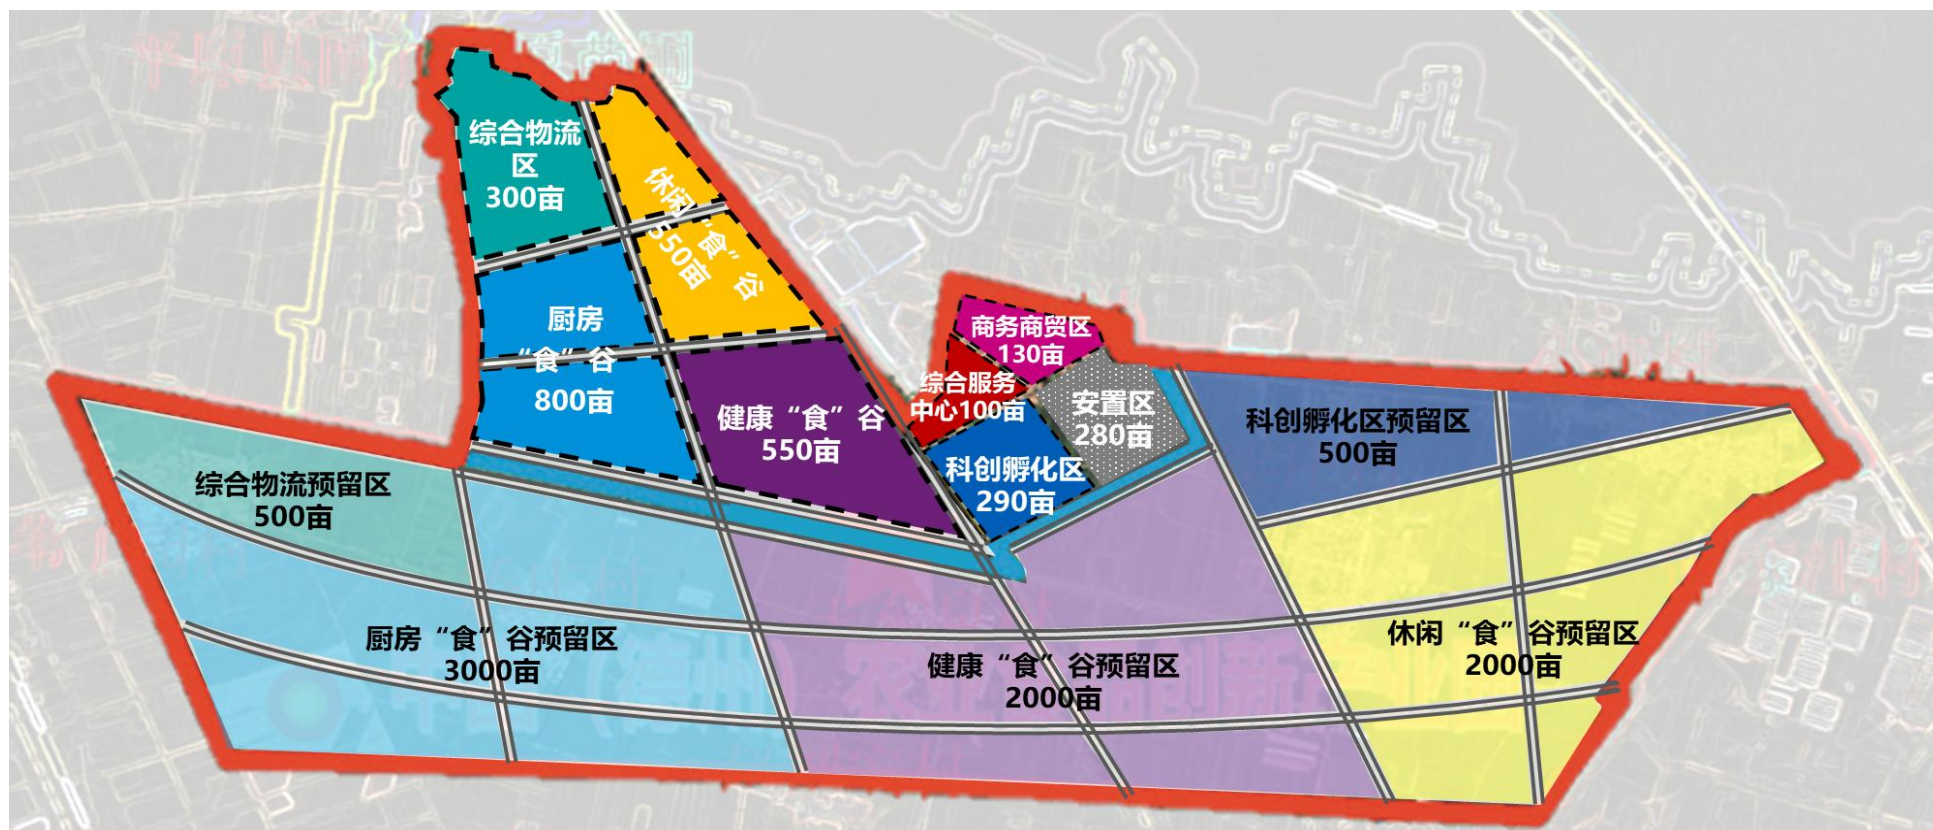 综合物流
区
300亩
休闲“食”谷
550亩
厨房
“食”谷
800亩
健康“食”谷
550亩
商务商贸区
130亩
综合服务
中心100亩
安置区
280亩
科创孵化区
290亩
科创孵化区预留区
500亩
综合物流预留区
500亩
厨房“食”谷预留区
3000亩
健康“食”谷预留区
2000亩
休闲“食”谷预留区
2000亩